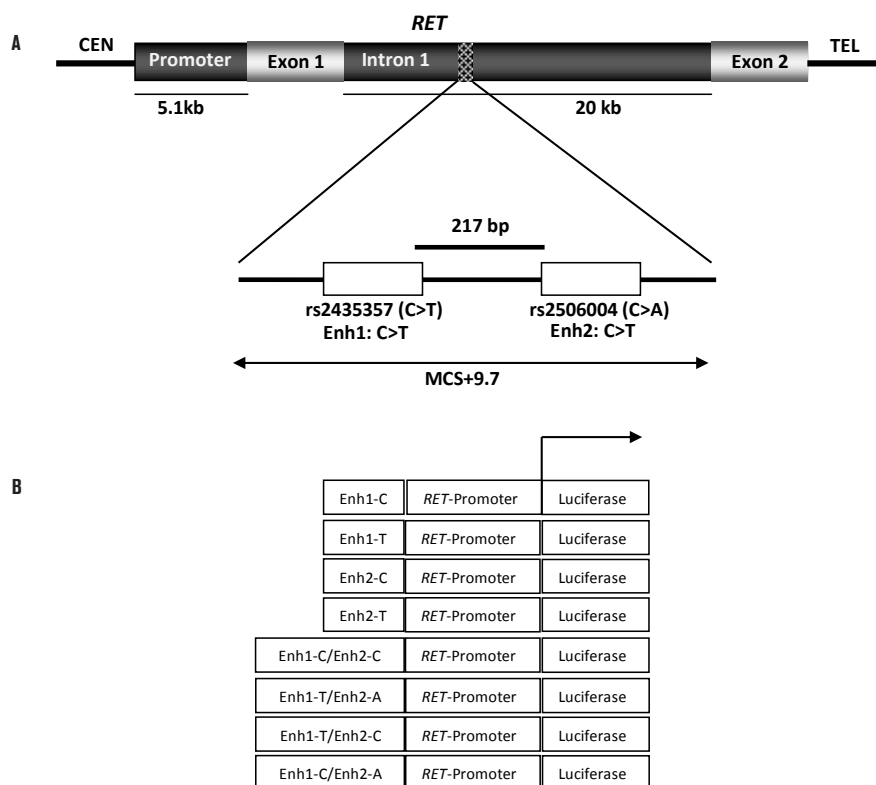 RET
A
CEN
TEL
Promoter
Exon 1
Intron 1
Exon 2
5.1kb
20 kb
217 bp
rs2435357 (C>T)
Enh1: C>T
rs2506004 (C>A)
Enh2: C>T
MCS+9.7
B
Enh1-C RET-Promoter Luciferase
Enh1-T RET-Promoter Luciferase
Enh2-C RET-Promoter Luciferase
Enh2-T RET-Promoter Luciferase
Enh1-C/Enh2-C RET-Promoter Luciferase
Enh1-T/Enh2-A RET-Promoter Luciferase
Enh1-T/Enh2-C RET-Promoter Luciferase
Enh1-C/Enh2-A RET-Promoter Luciferase